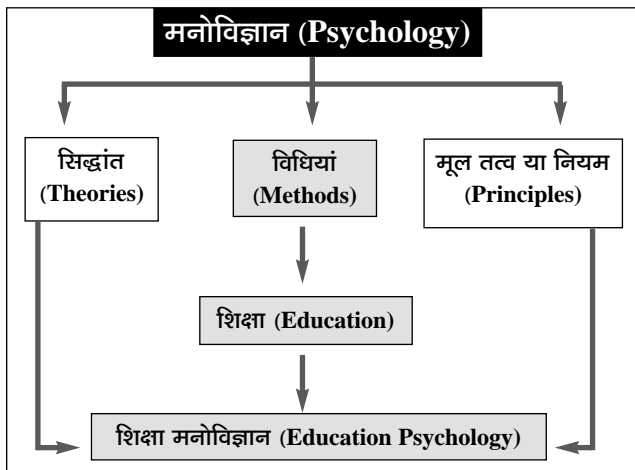 मनोविज्ञान (Psychology)
सिद्धांत
(Theories)
विधियां
(Methods)
मूल तत्व या नियम
(Principles)
शिक्षा (Education)
शिक्षा मनोविज्ञान (Education Psychology)